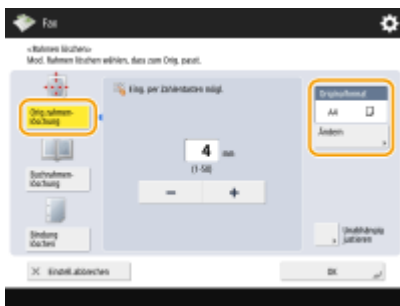 Fax
<Rahmen löschen>
Mod. Rahmen löschen wählen, dass zum Orig. passt.
Orig.rahmen-
löschung
Buchrahmen-
löschung
Bindung
löschen
Eing. per Zahlentasten mögl.
4 mm
(1-50)
−
+
Originalformat
A4
Ändern
Unabhängig
justieren
× Einstell.abbrechen
OK